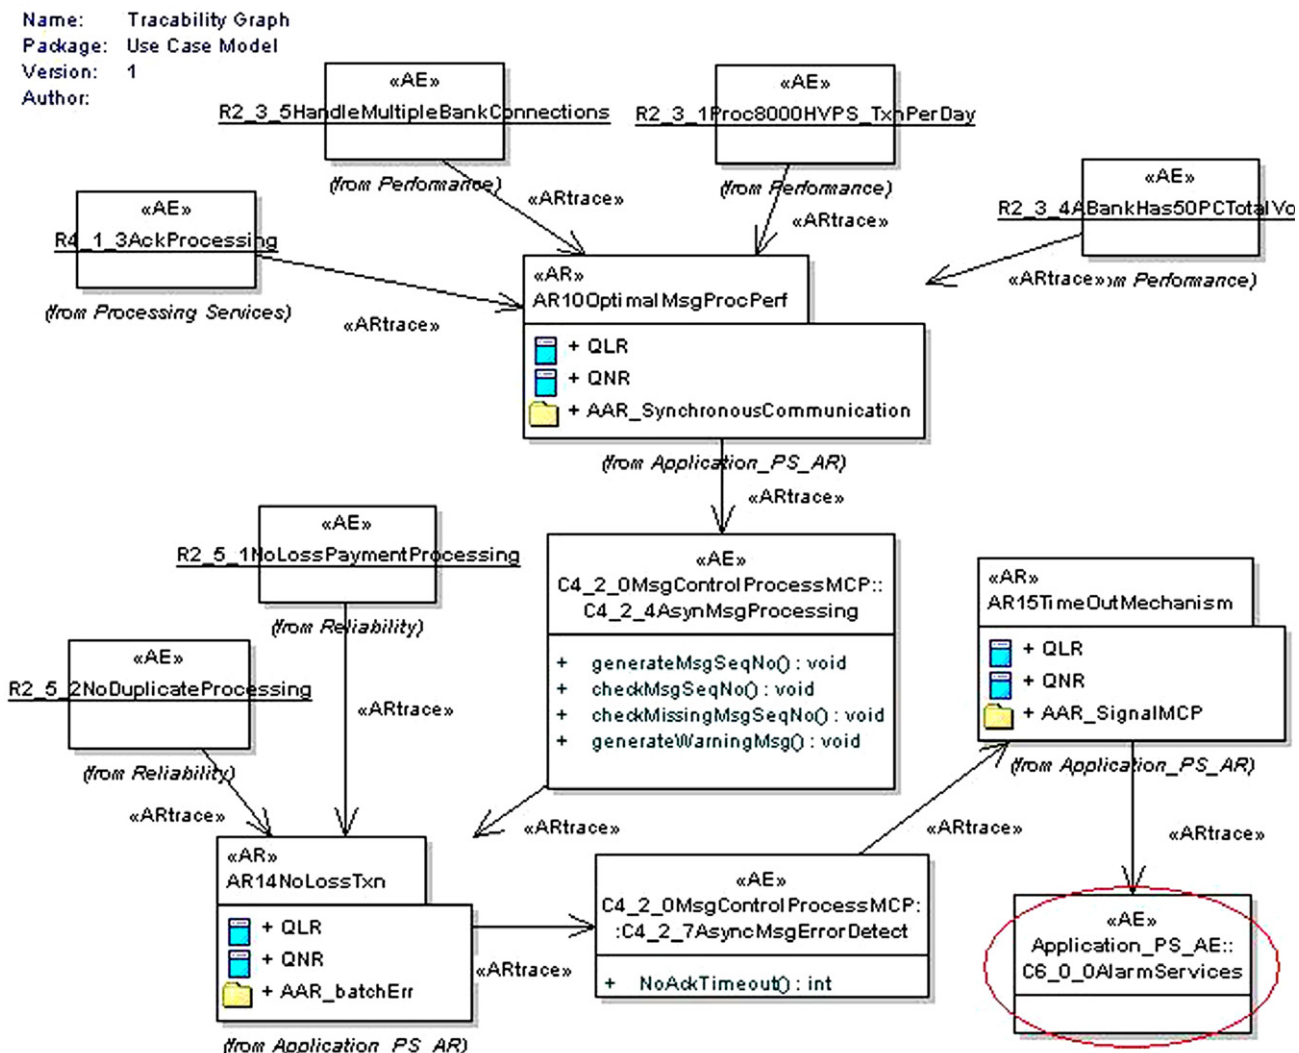 Name: Tracability Graph
Package: Use Case Model
Version: 1
Author:
«AE»
R2_3_5HandleMultipleBankConnections
(from Performance)
«ARtrace»
«AE»
R2_3_1Proc8000HVPS_TxnPerDay
(from Performance)
«ARtrace»
«AE»
R2_3_4ABankHas50PCTotalVo
«ARtrace»
om Performance)
«AE»
R4_1_3AckProcessing
(from Processing Services)
«ARtrace»
«AR»
AR10OptimalMsgProcPerf
+ QLR
+ QNR
+ AAR_SynchronousCommunication
(from Application_PS_AR)
«ARtrace»
«AE»
R2_5_1NoLossPaymentProcessing
(from Reliability)
«ARtrace»
«AE»
R2_5_2NoDuplicateProcessing
(from Reliability)
«ARtrace»
«AE»
C4_2_0MsgControlProcessMCP::
C4_2_4AsynMsgProcessing
+ generateMsgSeqNo() : void
+ checkMsgSeqNo() : void
+ checkMissingMsgSeqNo() : void
+ generateWarningMsg() : void
«ARtrace»
«AR»
AR15TimeOutMechanism
+ QLR
+ QNR
+ AAR_SignalMCP
(from Application_PS_AR)
«ARtrace»
«ARtrace»
«AR»
AR14NoLossTxn
+ QLR
+ QNR
+ AAR_batchErr
(from Application_PS_AR)
«ARtrace»
«AE»
C4_2_0MsgControlProcessMCP:
:C4_2_7AsyncMsgErrorDetect
+ NoAckTimeout() : int
«AE»
Application_PS_AE::
C6_0_0AlarmServices